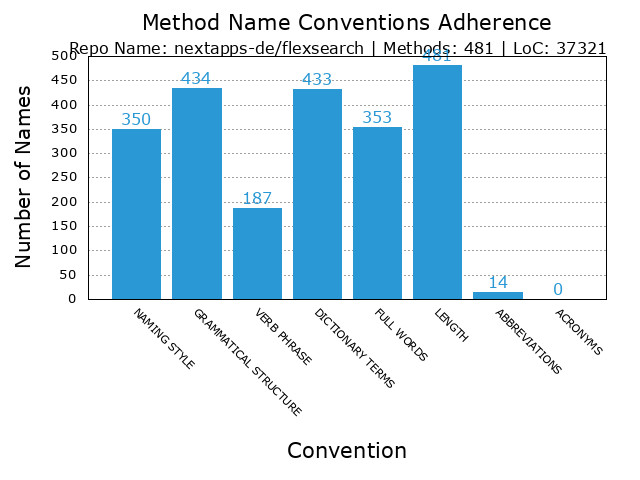 Method Name Conventions Adherence
Repo Name: nextapps-de/flexsearch | Methods: 481 | LoC: 37321
Number of Names
500
450
400
350
300
250
200
150
100
50
0
350
434
187
433
353
481
14
0
NAMING STYLE
GRAMMATICAL STRUCTURE
VERB PHRASE
DICTIONARY TERMS
FULL WORDS
LENGTH
ABBREVIATIONS
ACRONYMS
Convention